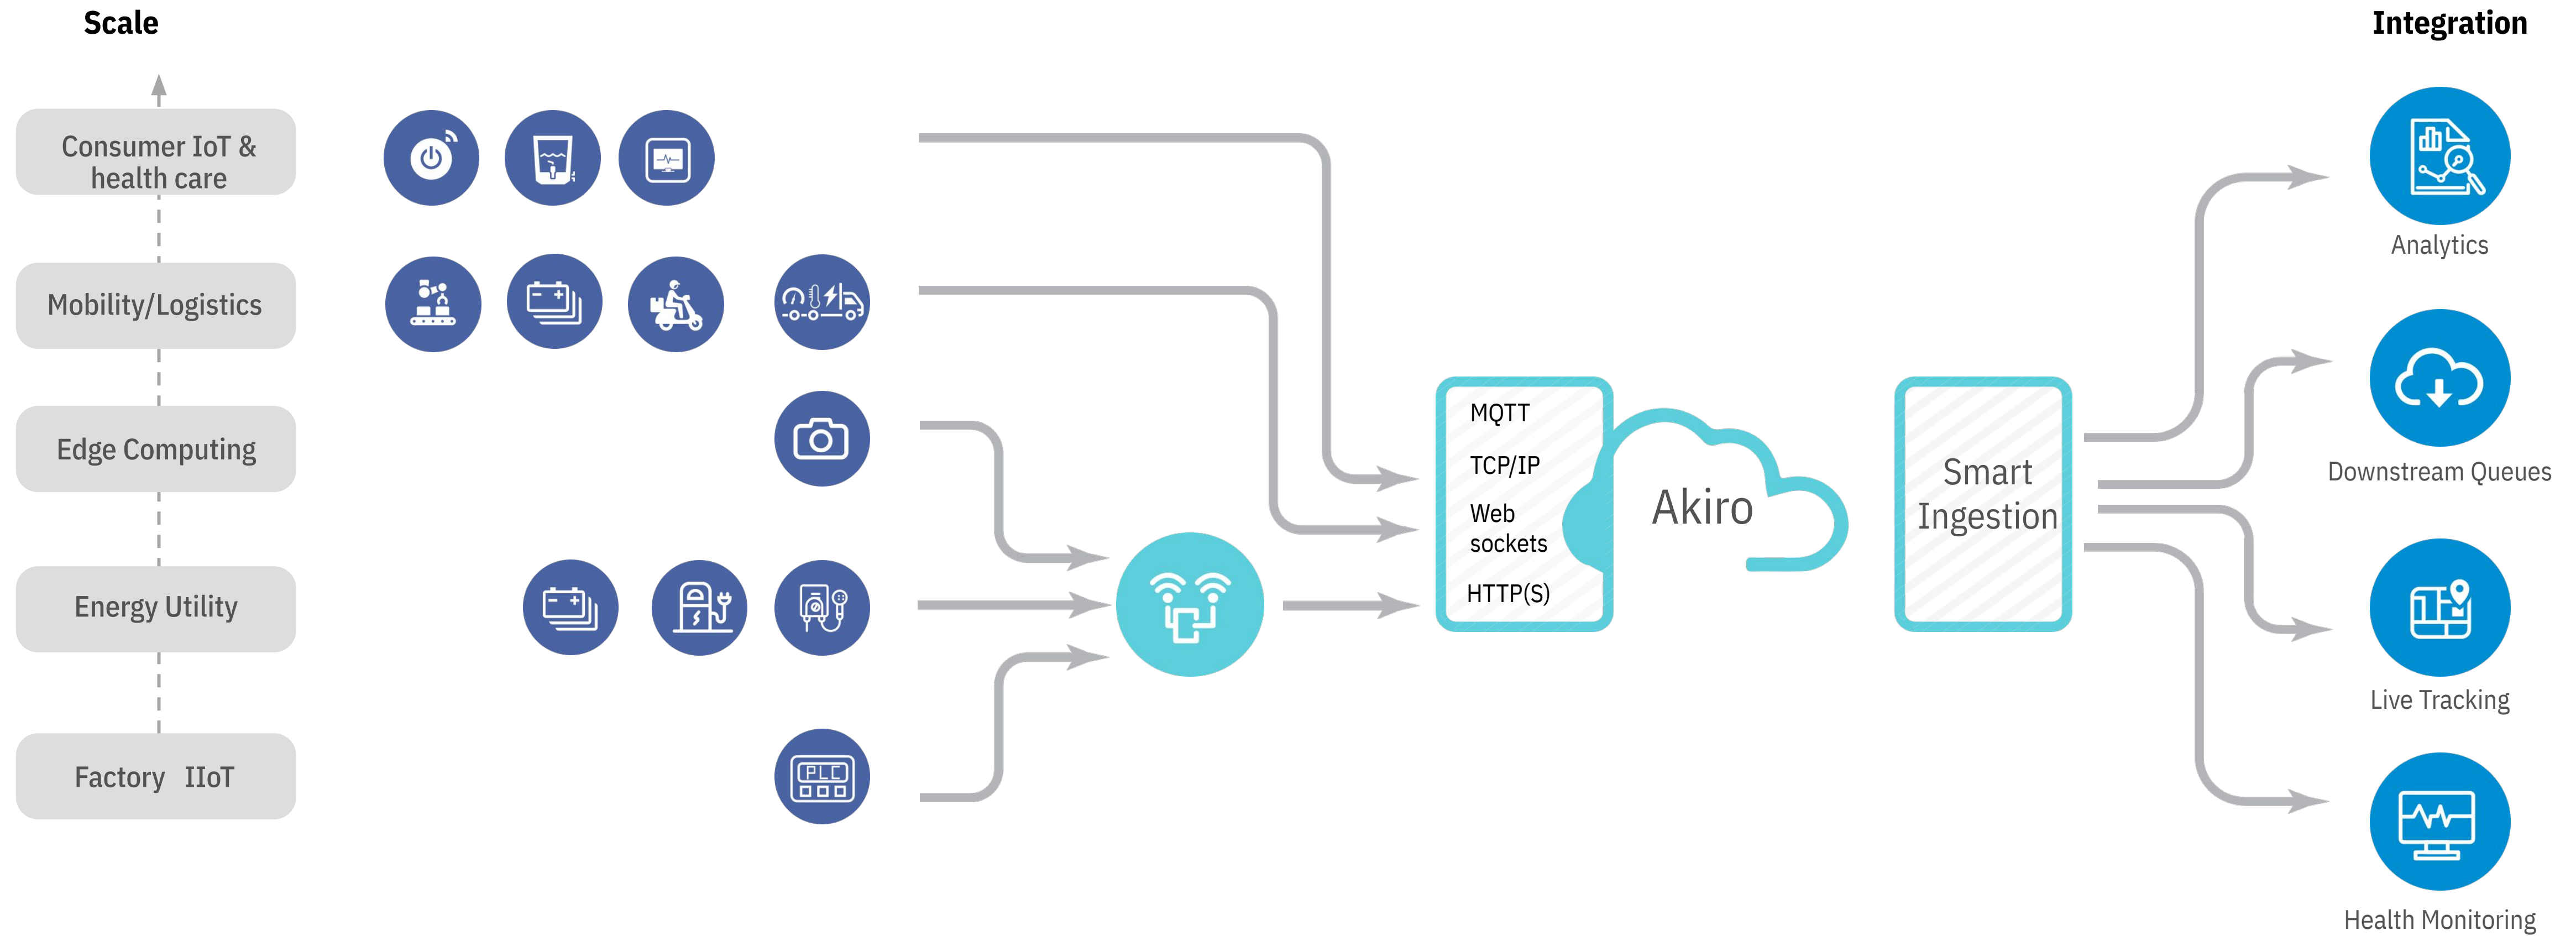 Scale
Integration
Consumer IoT &
health care
Mobility/Logistics
Edge Computing
Energy Utility
Factory IIoT
PLC
MQTT
TCP/IP
Web
sockets
HTTP(S)
Akiro
Smart
Ingestion
Analytics
Downstream Queues
Live Tracking
Health Monitoring